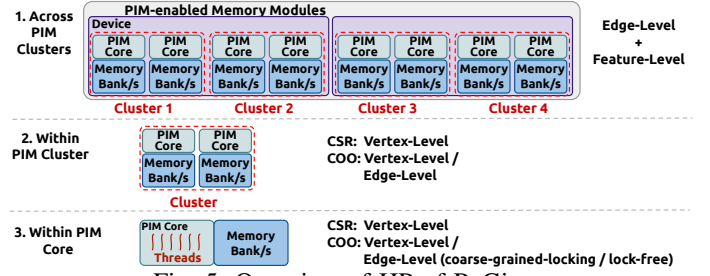 PIM-enabled Memory Modules
1. Across
PIM
Clusters
Device
PIM
Core
PIM
Core
PIM
Core
PIM
Core
PIM
Core
PIM
Core
PIM
Core
PIM
Core
Memory
Bank/s
Memory
Bank/s
Memory
Bank/s
Memory
Bank/s
Memory
Bank/s
Memory
Bank/s
Memory
Bank/s
Memory
Bank/s
Cluster 1
Cluster 2
Cluster 3
Cluster 4
Edge-Level
+
Feature-Level
2. Within
PIM Cluster
PIM
Core
PIM
Core
Memory
Bank/s
Memory
Bank/s
Cluster
CSR: Vertex-Level
COO: Vertex-Level /
Edge-Level
3. Within PIM
Core
PIM Core
Threads
Memory
Bank/s
CSR: Vertex-Level
COO: Vertex-Level /
Edge-Level (coarse-grained-locking / lock-free)